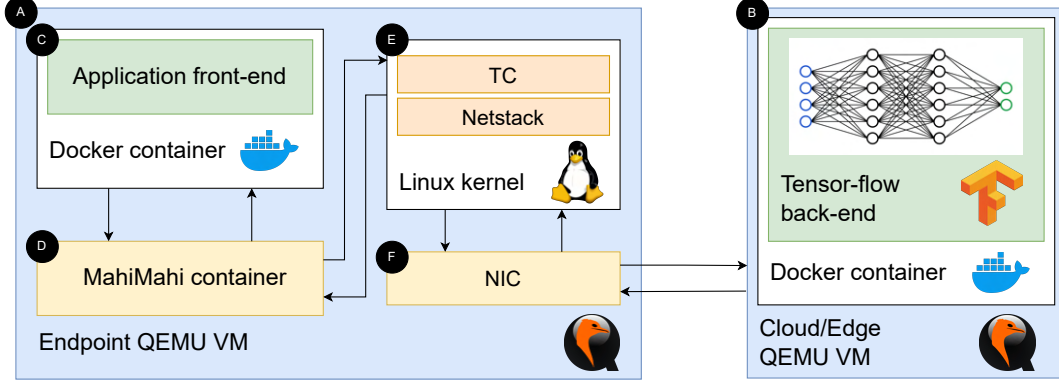 A
C
Application front-end
Docker container
D
MahiMahi container
Endpoint QEMU VM
E
TC
Netstack
Linux kernel
F
NIC
B
Tensor-flow
back-end
Docker container
Cloud/Edge
QEMU VM